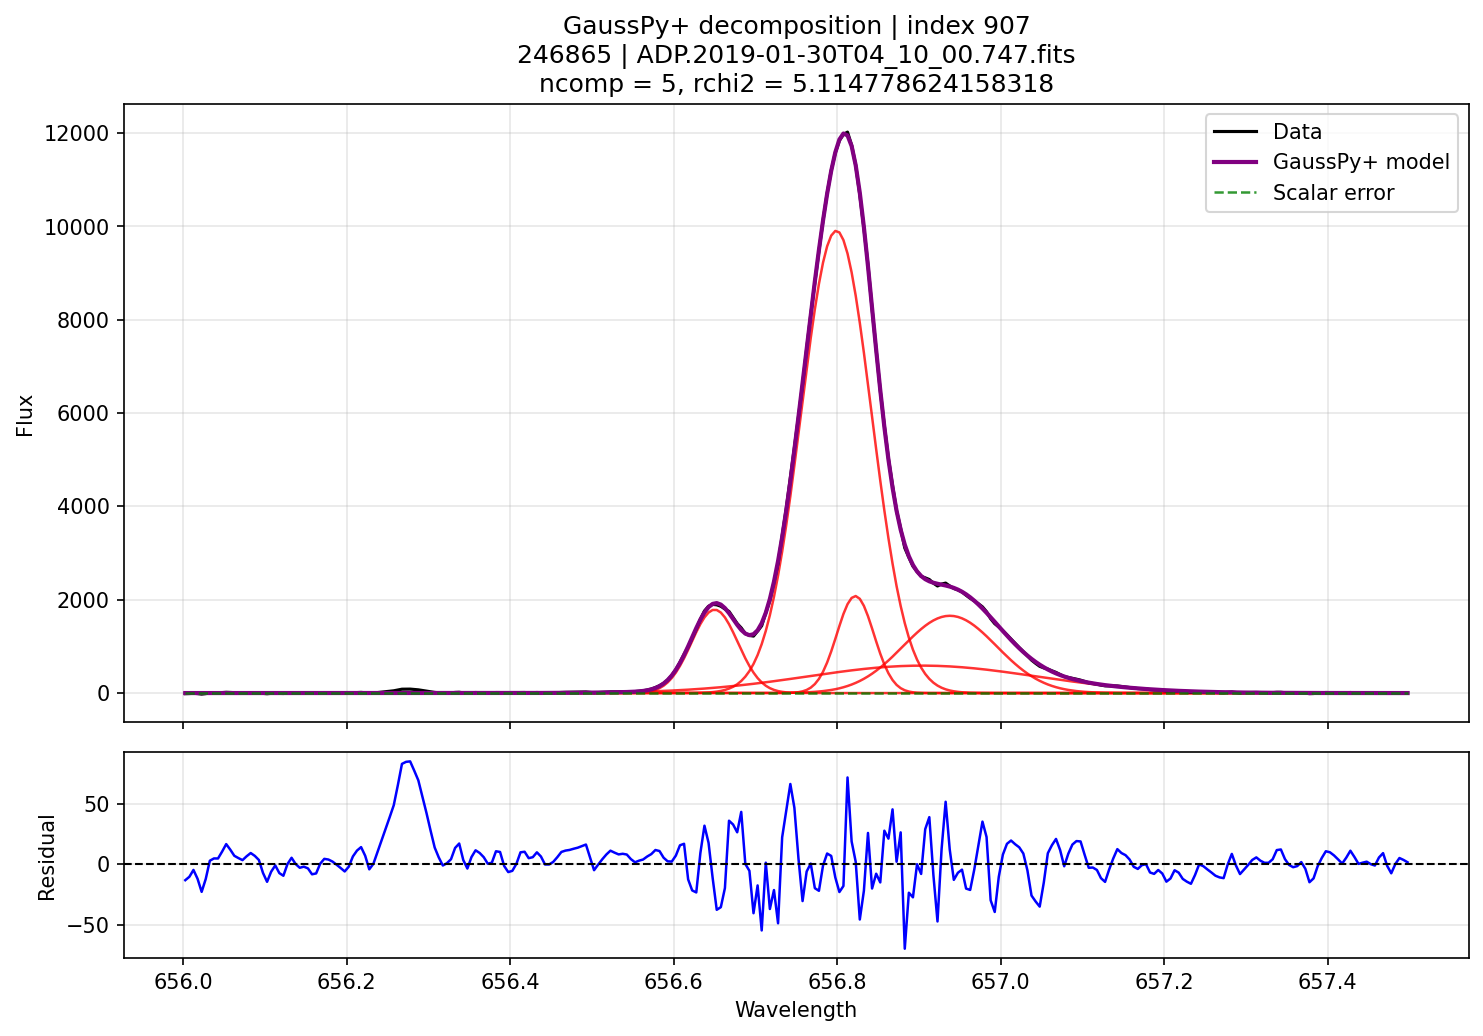 GaussPy+ decomposition | index 907
246865 | ADP.2019-01-30T04_10_00.747.fits
ncomp = 5, rchi2 = 5.114778624158318
Data
GaussPy+ model
Scalar error
Flux
12000
10000
8000
6000
4000
2000
0
Residual
50
0
−50
656.0 656.2 656.4 656.6 656.8 657.0 657.2 657.4
Wavelength